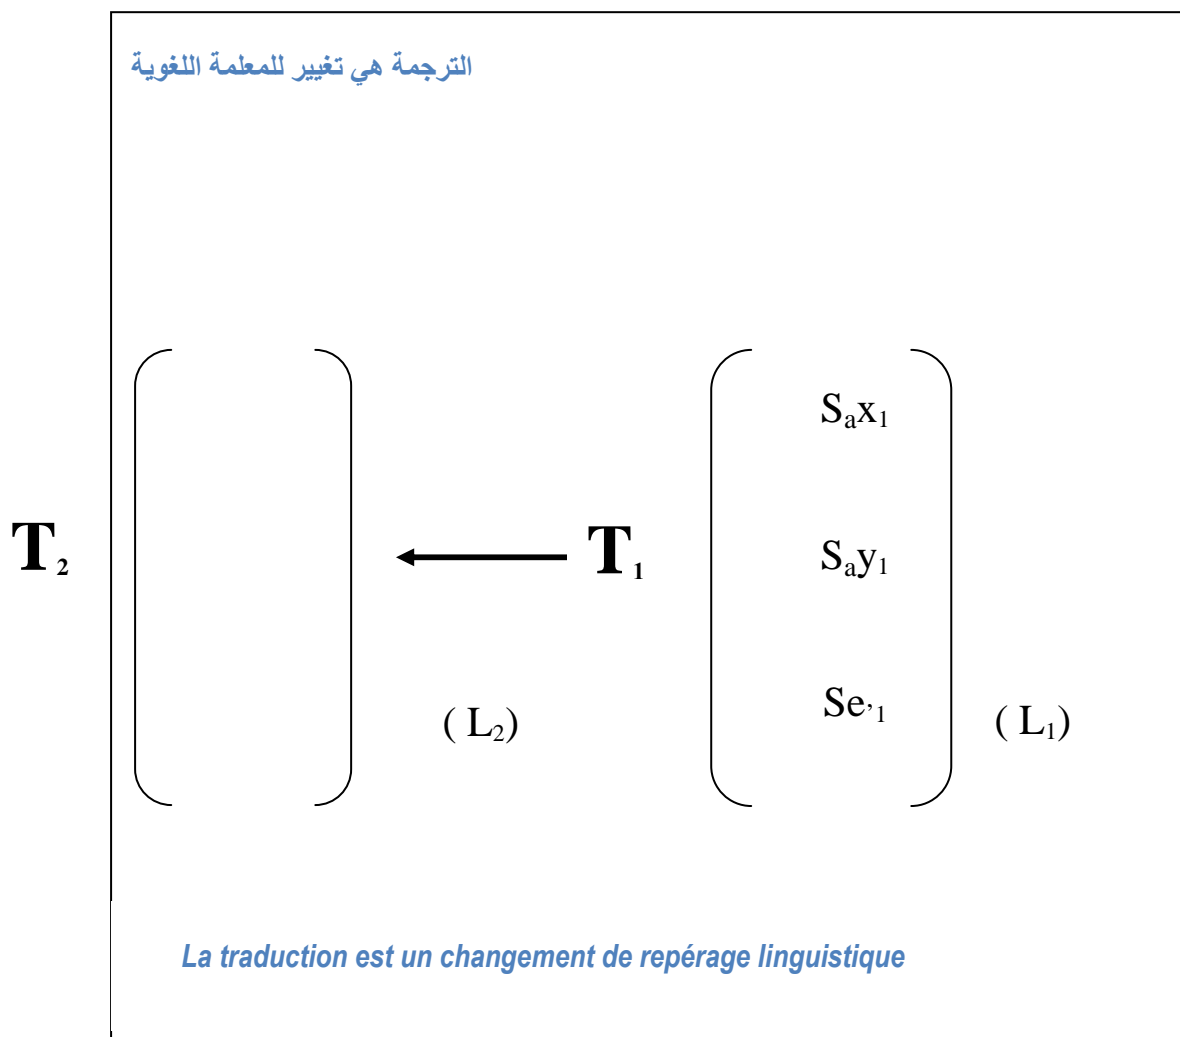 الترجمة هي تغيير للمعلمة اللغوية
Sₐx₁
T₂ T₁ Sₐy₁
Se,₁
( L₂) ( L₁)
La traduction est un changement de repérage linguistique